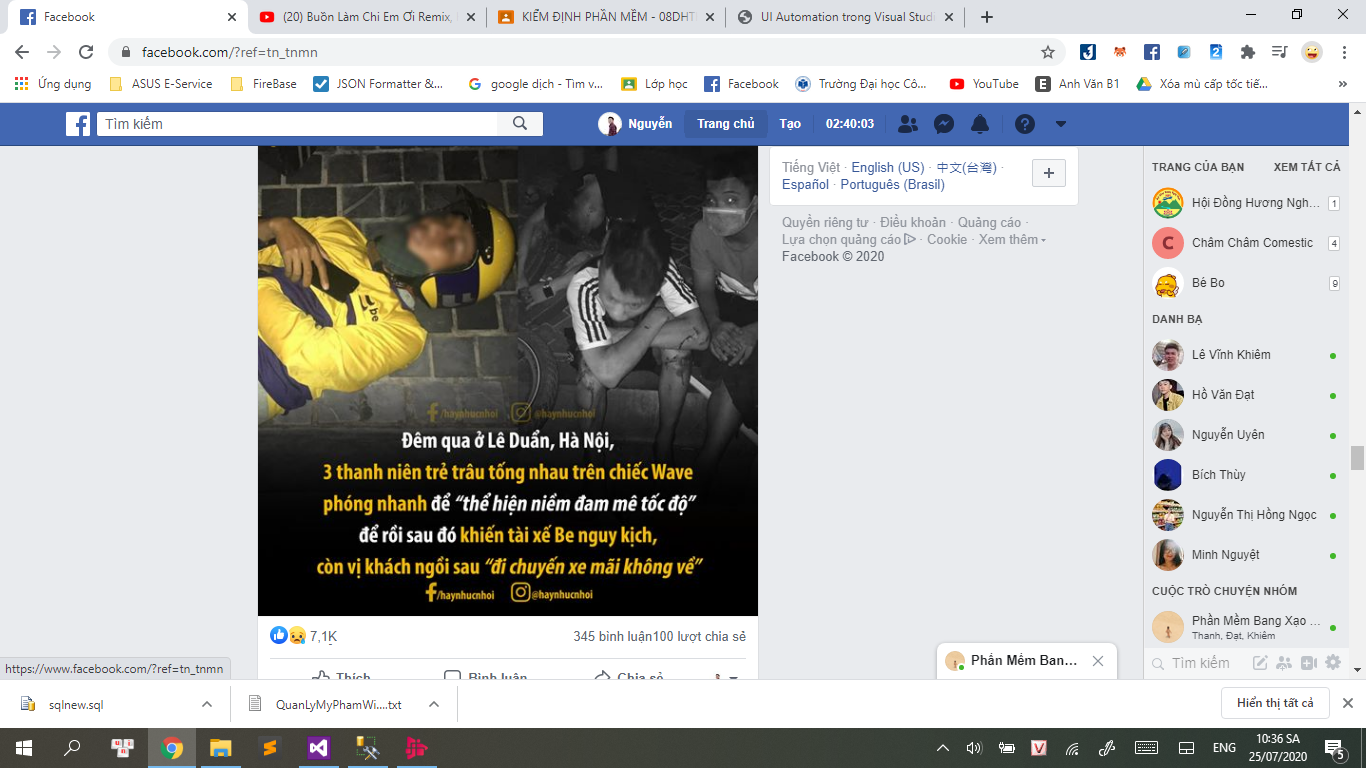 Facebook
(20) Buồn Làm Chi Em Ơi Remix,
KIỂM ĐỊNH PHẦN MỀM - 08DHT
UI Automation trong Visual Studi
facebook.com/?ref=tn_tnmn
Ứng dụng
ASUS E-Service
FireBase
JSON Formatter &...
google dịch - Tìm v...
Lớp học
Facebook
Trường Đại học Cô...
YouTube
Anh Văn B1
Xóa mù cấp tốc tiế...
Tìm kiếm
Nguyễn
Trang chủ
Tạo
02:40:03
Tiếng Việt · English (US) · 中文(台灣) ·
Español · Português (Brasil)
Quyền riêng tư · Điều khoản · Quảng cáo ·
Lựa chọn quảng cáo · Cookie · Xem thêm
Facebook © 2020
TRANG CỦA BẠN
XEM TẤT CẢ
Hội Đồng Hương Ngh... 1
Châm Châm Comestic 4
Bé Bo 9
DANH BẠ
Lê Vĩnh Khiêm
Hồ Văn Đạt
Nguyễn Uyên
Bích Thùy
Nguyễn Thị Hồng Ngọc
Minh Nguyệt
CUỘC TRÒ CHUYỆN NHÓM
Phần Mềm Bang Xạo ...
Thanh, Đạt, Khiêm
Tìm kiếm
/haynhucnhoi @haynhucnhoi
Đêm qua ở Lê Duẩn, Hà Nội,
3 thanh niên trẻ trâu tống nhau trên chiếc Wave
phóng nhanh để “thể hiện niềm đam mê tốc độ”
để rồi sau đó khiến tài xế Be nguy kịch,
còn vị khách ngồi sau “đi chuyến xe mãi không về”
/haynhucnhoi @haynhucnhoi
7,1K
345 bình luận100 lượt chia sẻ
Thích
Bình luận
Chia sẻ
Phần Mềm Ban...
https://www.facebook.com/?ref=tn_tnmn
sqlnew.sql
QuanLyMyPhamWi....txt
Hiển thị tất cả
ENG
10:36 SA
25/07/2020
5